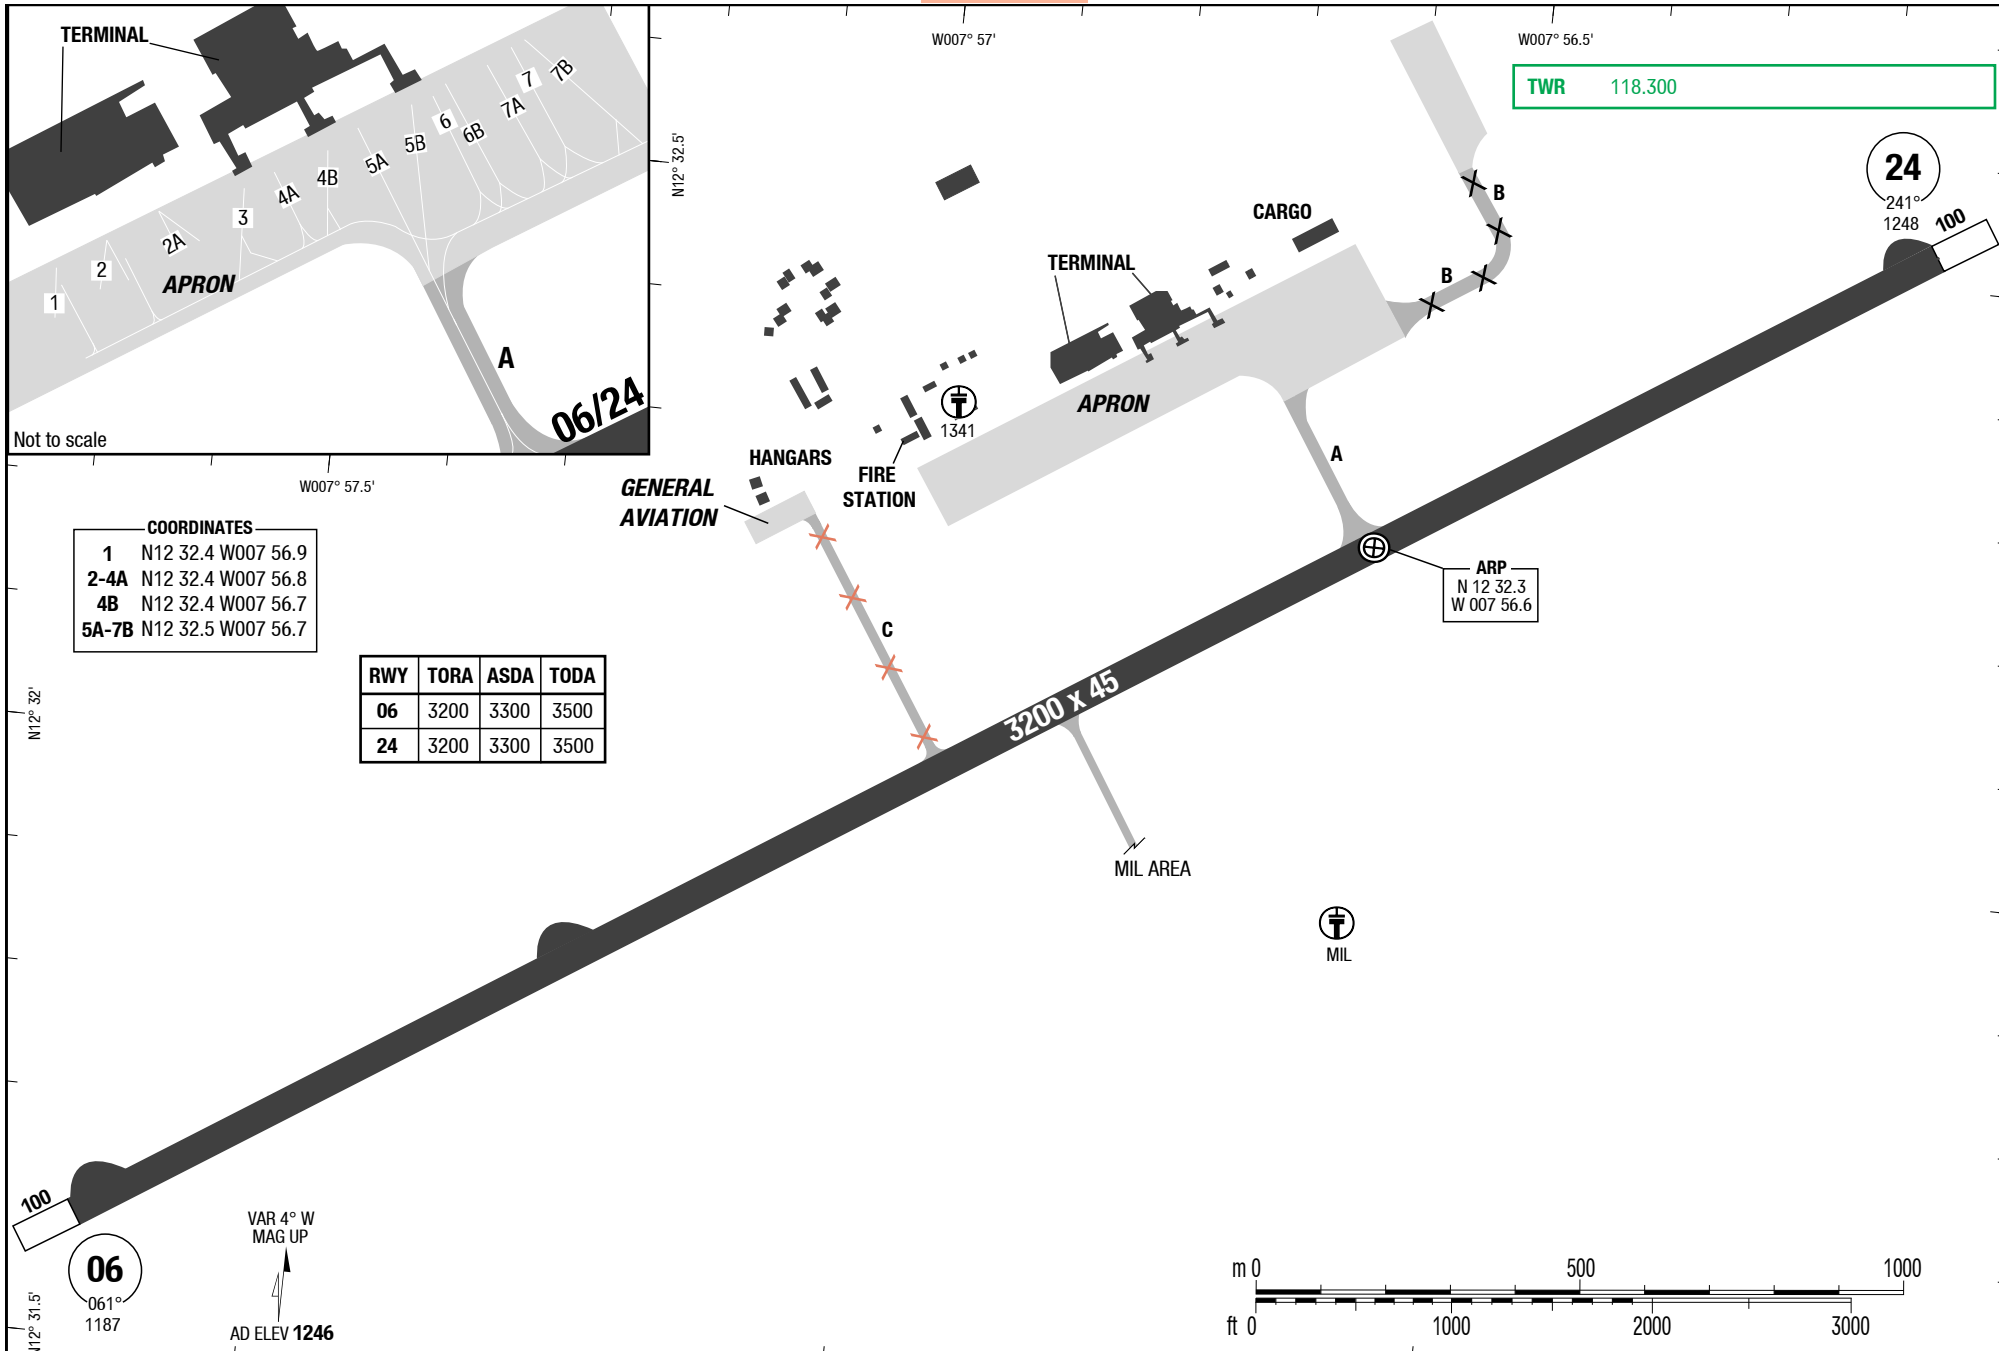 TERMINAL
1
2
2A
3
4A
4B
5A
5B
6
6B
7A
7
7B
APRON
A
06/24
Not to scale
W007° 57'
W007° 56.5'
TWR 118.300
N12° 32.5'
24
241°
1248
100
B
B
CARGO
TERMINAL
APRON
1341
HANGARS
FIRE
STATION
GENERAL
AVIATION
A
W007° 57.5'
COORDINATES
1 N12 32.4 W007 56.9
2-4A N12 32.4 W007 56.8
4B N12 32.4 W007 56.7
5A-7B N12 32.5 W007 56.7
ARP
N 12 32.3
W 007 56.6
C
RWY TORA ASDA TODA
06 3200 3300 3500
24 3200 3300 3500
N12° 32'
3200 x 45
MIL AREA
MIL
100
06
061°
1187
N12° 31.5'
VAR 4° W
MAG UP
AD ELEV 1246
m 0 500 1000
ft 0 1000 2000 3000